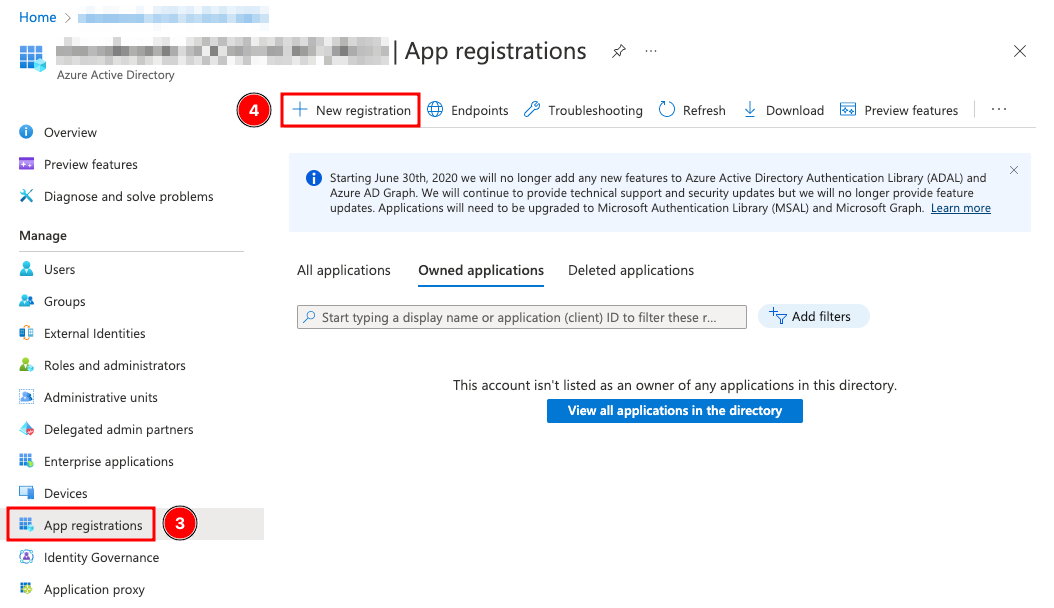 Home
| App registrations
Azure Active Directory
4
New registration
Endpoints
Troubleshooting
Refresh
Download
Preview features
Overview
Preview features
Diagnose and solve problems
Manage
Users
Groups
External Identities
Roles and administrators
Administrative units
Delegated admin partners
Enterprise applications
Devices
App registrations
3
Identity Governance
Application proxy
Starting June 30th, 2020 we will no longer add any new features to Azure Active Directory Authentication Library (ADAL) and
Azure AD Graph. We will continue to provide technical support and security updates but we will no longer provide feature
updates. Applications will need to be upgraded to Microsoft Authentication Library (MSAL) and Microsoft Graph. Learn more
All applications
Owned applications
Deleted applications
Start typing a display name or application (client) ID to filter these r...
Add filters
This account isn't listed as an owner of any applications in this directory.
View all applications in the directory